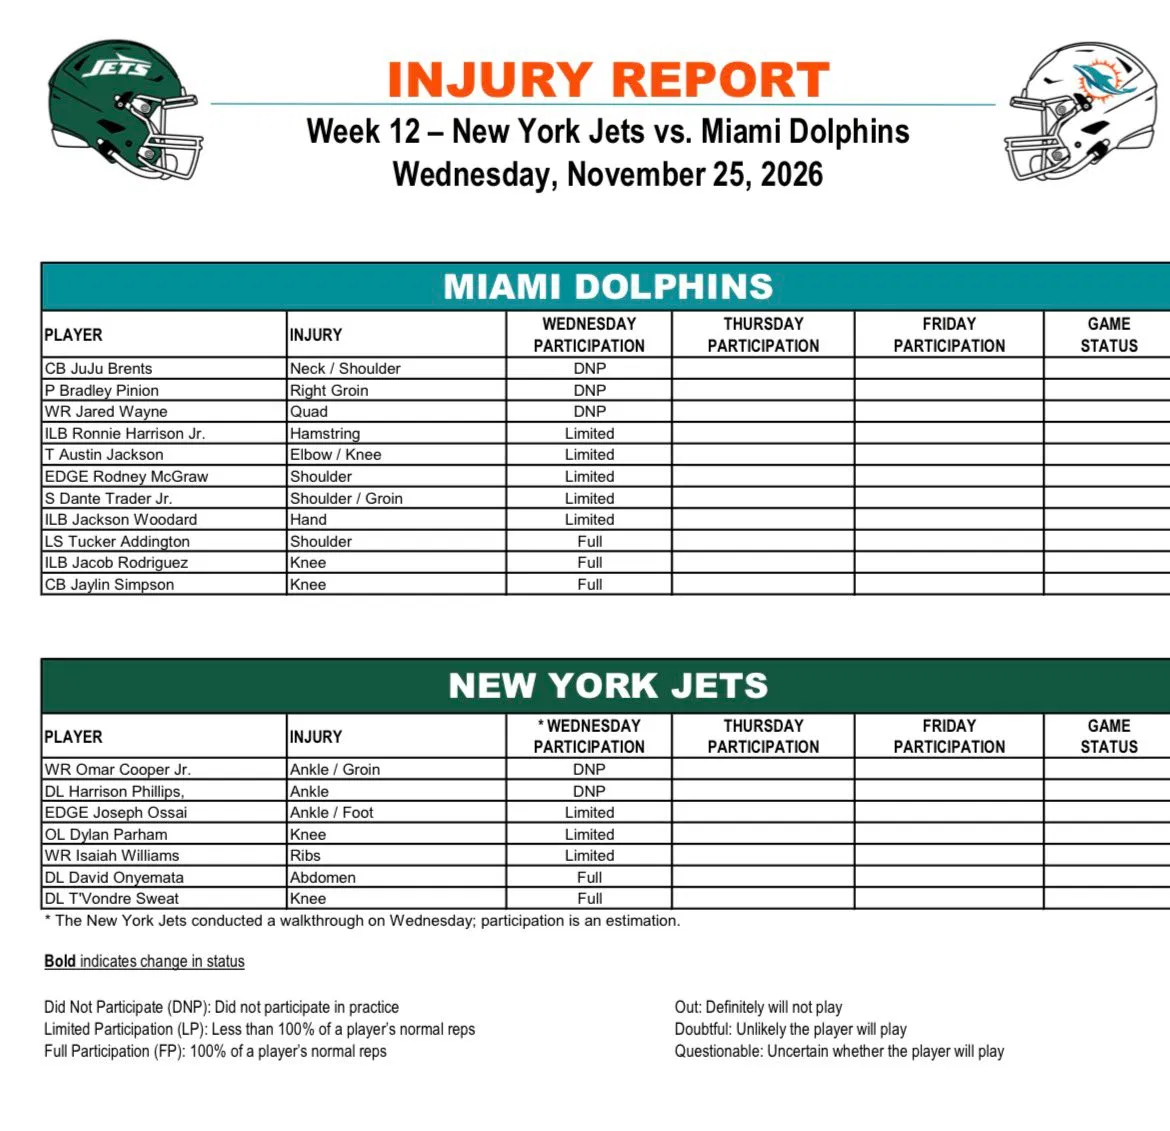 JETS
INJURY REPORT
Week 12 – New York Jets vs. Miami Dolphins
Wednesday, November 25, 2026
MIAMI DOLPHINS
PLAYER INJURY WEDNESDAY PARTICIPATION THURSDAY PARTICIPATION FRIDAY PARTICIPATION GAME STATUS
CB JuJu Brents Neck / Shoulder DNP
P Bradley Pinion Right Groin DNP
WR Jared Wayne Quad DNP
ILB Ronnie Harrison Jr. Hamstring Limited
T Austin Jackson Elbow / Knee Limited
EDGE Rodney McGraw Shoulder Limited
S Dante Trader Jr. Shoulder / Groin Limited
ILB Jackson Woodard Hand Limited
LS Tucker Addington Shoulder Full
ILB Jacob Rodriguez Knee Full
CB Jaylin Simpson Knee Full
NEW YORK JETS
PLAYER INJURY * WEDNESDAY PARTICIPATION THURSDAY PARTICIPATION FRIDAY PARTICIPATION GAME STATUS
WR Omar Cooper Jr. Ankle / Groin DNP
DL Harrison Phillips, Ankle DNP
EDGE Joseph Ossai Ankle / Foot Limited
OL Dylan Parham Knee Limited
WR Isaiah Williams Ribs Limited
DL David Onyemata Abdomen Full
DL T'Vondre Sweat Knee Full
* The New York Jets conducted a walkthrough on Wednesday; participation is an estimation.
Bold indicates change in status
Did Not Participate (DNP): Did not participate in practice
Limited Participation (LP): Less than 100% of a player's normal reps
Full Participation (FP): 100% of a player's normal reps
Out: Definitely will not play
Doubtful: Unlikely the player will play
Questionable: Uncertain whether the player will play